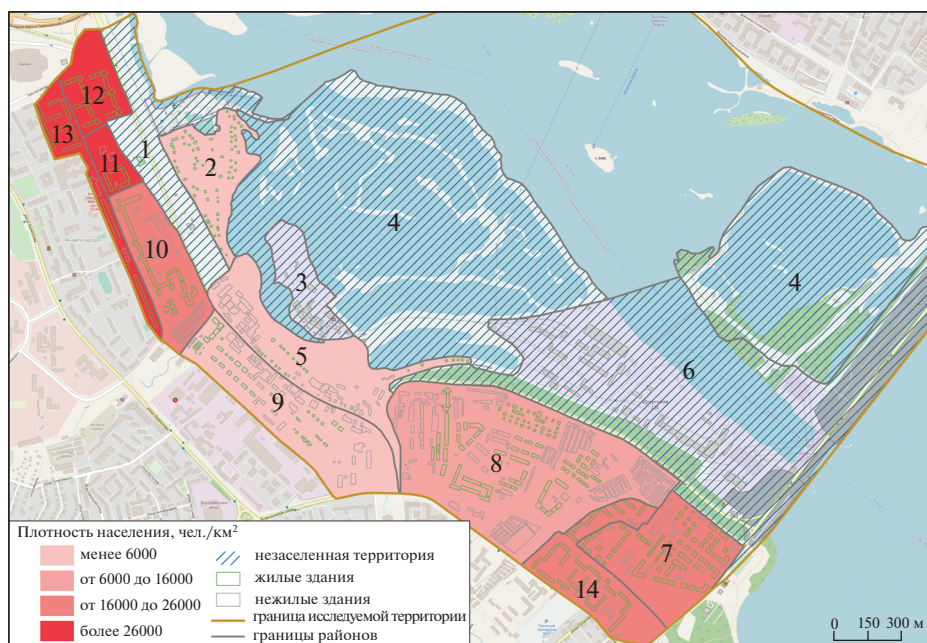 12
13
1
11
2
10
4
3
4
5
6
9
8
7
14
Плотность населения, чел./км²
менее 6000
от 6000 до 16000
от 16000 до 26000
более 26000
незаселенная территория
жилые здания
нежилые здания
граница исследуемой территории
границы районов
0 150 300 м